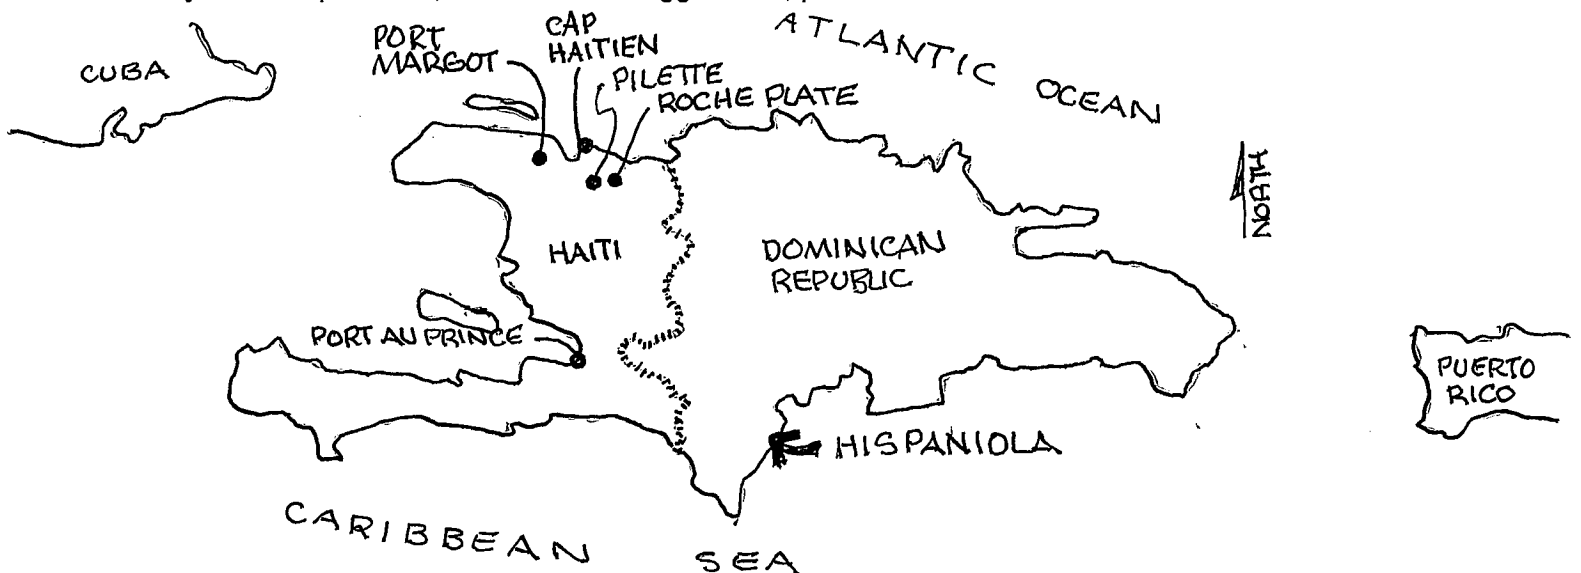 ATLANTIC OCEAN
CUBA
PORT
MARGOT
CAP
HAITIEN
PILETTE
ROCHE PLATE
NORTH
HAITI
DOMINICAN
REPUBLIC
PORT AU PRINCE
PUERTO
RICO
HISPANIOLA
CARIBBEAN SEA